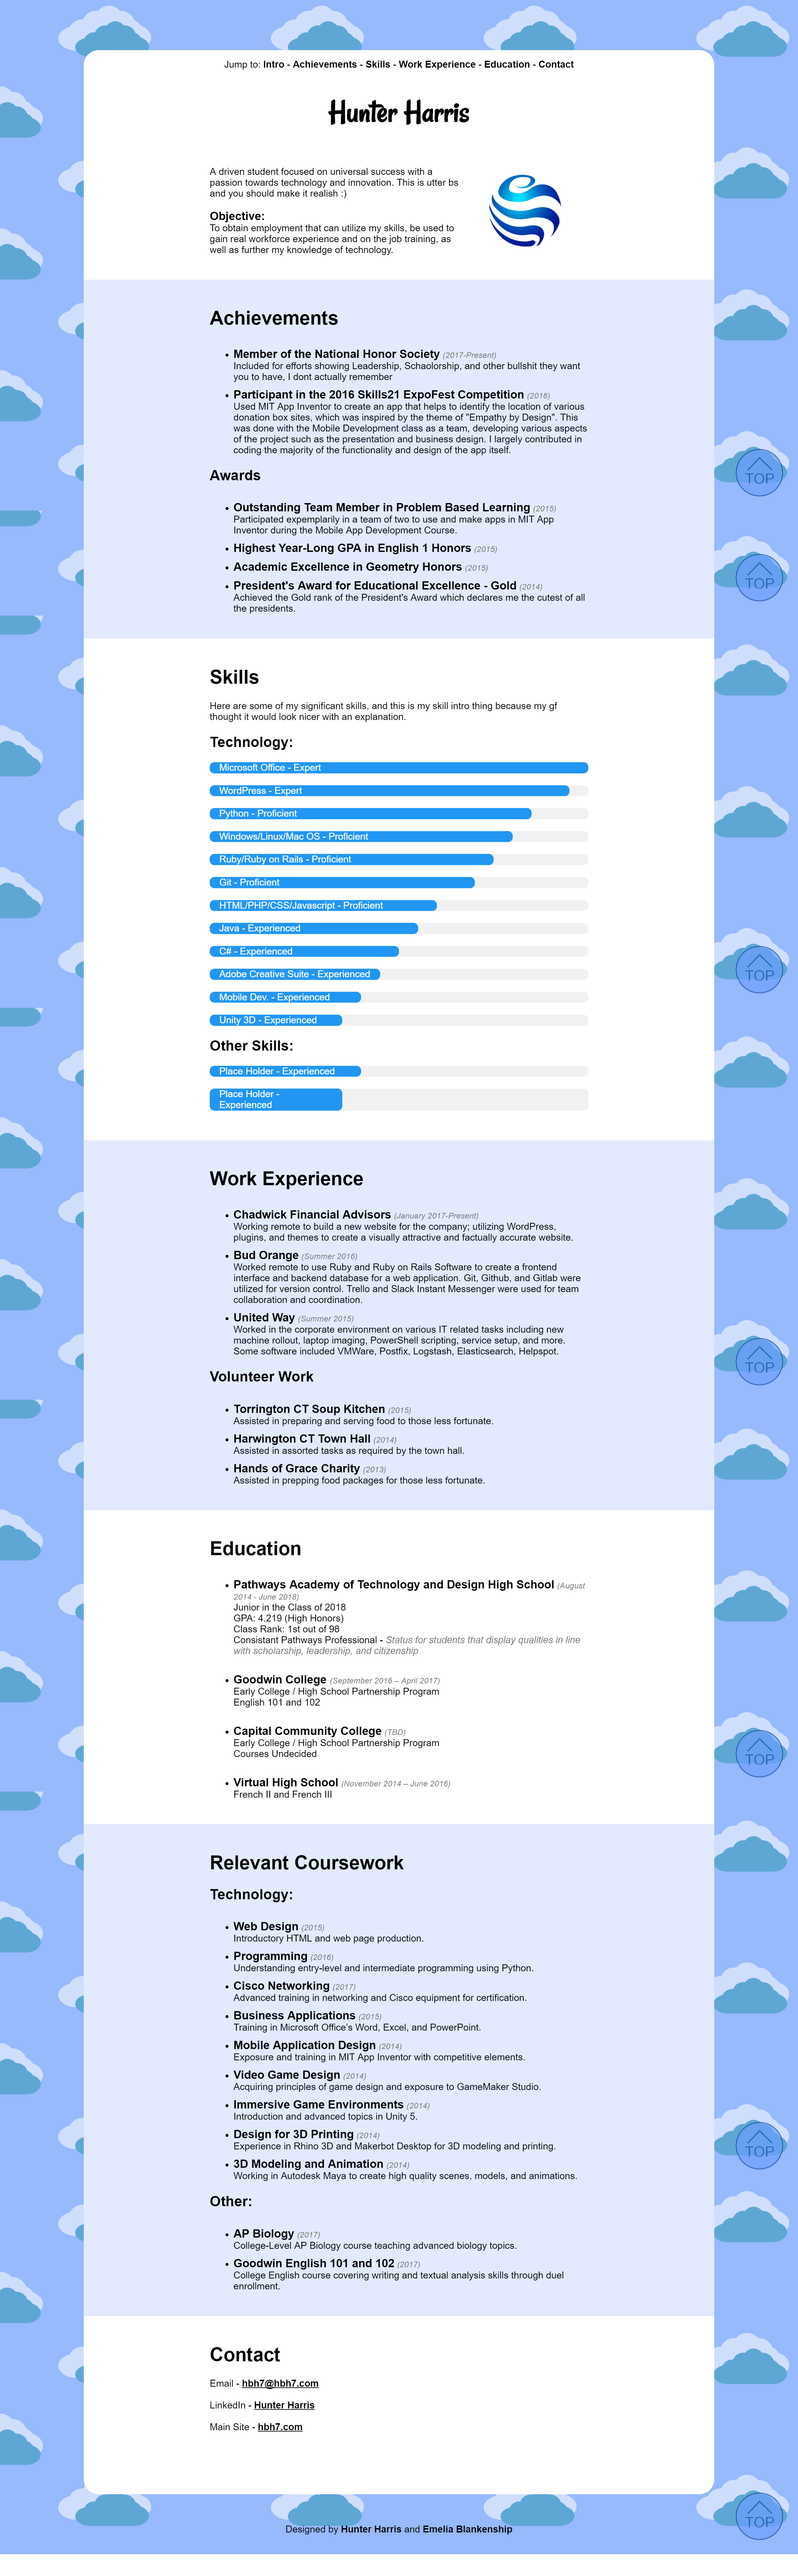 Jump to: Intro - Achievements - Skills - Work Experience - Education - Contact
Hunter Harris
A driven student focused on universal success with a
passion towards technology and innovation. This is utter bs
and you should make it realish :)
Objective:
To obtain employment that can utilize my skills, be used to
gain real workforce experience and on the job training, as
well as further my knowledge of technology.
Achievements
• Member of the National Honor Society (2017-Present)
Included for efforts showing Leadership, Schaolorship, and other bullshit they want
you to have, I dont actually remember
• Participant in the 2016 Skills21 ExpoFest Competition (2016)
Used MIT App Inventor to create an app that helps to identify the location of various
donation box sites, which was inspired by the theme of "Empathy by Design". This
was done with the Mobile Development class as a team, developing various aspects
of the project such as the presentation and business design. I largely contributed in
coding the majority of the functionality and design of the app itself.
TOP
Awards
• Outstanding Team Member in Problem Based Learning (2015)
Participated expemplarily in a team of two to use and make apps in MIT App
Inventor during the Mobile App Development Course.
• Highest Year-Long GPA in English 1 Honors (2015)
• Academic Excellence in Geometry Honors (2015)
TOP
• President's Award for Educational Excellence - Gold (2014)
Achieved the Gold rank of the President's Award which declares me the cutest of all
the presidents.
Skills
Here are some of my significant skills, and this is my skill intro thing because my gf
thought it would look nicer with an explanation.
Technology:
Microsoft Office - Expert
WordPress - Expert
Python - Proficient
Windows/Linux/Mac OS - Proficient
Ruby/Ruby on Rails - Proficient
Git - Proficient
HTML/PHP/CSS/Javascript - Proficient
Java - Experienced
C# - Experienced
TOP
Adobe Creative Suite - Experienced
Mobile Dev. - Experienced
Unity 3D - Experienced
Other Skills:
Place Holder - Experienced
Place Holder -
Experienced
Work Experience
• Chadwick Financial Advisors (January 2017-Present)
Working remote to build a new website for the company; utilizing WordPress,
plugins, and themes to create a visually attractive and factually accurate website.
• Bud Orange (Summer 2016)
Worked remote to use Ruby and Ruby on Rails Software to create a frontend
interface and backend database for a web application. Git, Github, and Gitlab were
utilized for version control. Trello and Slack Instant Messenger were used for team
collaboration and coordination.
• United Way (Summer 2015)
Worked in the corporate environment on various IT related tasks including new
machine rollout, laptop imaging, PowerShell scripting, service setup, and more.
Some software included VMWare, Postfix, Logstash, Elasticsearch, Helpspot.
TOP
Volunteer Work
• Torrington CT Soup Kitchen (2015)
Assisted in preparing and serving food to those less fortunate.
• Harwington CT Town Hall (2014)
Assisted in assorted tasks as required by the town hall.
• Hands of Grace Charity (2013)
Assisted in prepping food packages for those less fortunate.
Education
• Pathways Academy of Technology and Design High School (August
2014 - June 2018)
Junior in the Class of 2018
GPA: 4.219 (High Honors)
Class Rank: 1st out of 98
Consistant Pathways Professional - Status for students that display qualities in line
with scholarship, leadership, and citizenship
• Goodwin College (September 2016 – April 2017)
Early College / High School Partnership Program
English 101 and 102
• Capital Community College (TBD)
Early College / High School Partnership Program
Courses Undecided
TOP
• Virtual High School (November 2014 – June 2016)
French II and French III
Relevant Coursework
Technology:
• Web Design (2015)
Introductory HTML and web page production.
• Programming (2016)
Understanding entry-level and intermediate programming using Python.
• Cisco Networking (2017)
Advanced training in networking and Cisco equipment for certification.
• Business Applications (2015)
Training in Microsoft Office's Word, Excel, and PowerPoint.
• Mobile Application Design (2014)
Exposure and training in MIT App Inventor with competitive elements.
• Video Game Design (2014)
Acquiring principles of game design and exposure to GameMaker Studio.
• Immersive Game Environments (2014)
Introduction and advanced topics in Unity 5.
• Design for 3D Printing (2014)
Experience in Rhino 3D and Makerbot Desktop for 3D modeling and printing.
TOP
• 3D Modeling and Animation (2014)
Working in Autodesk Maya to create high quality scenes, models, and animations.
Other:
• AP Biology (2017)
College-Level AP Biology course teaching advanced biology topics.
• Goodwin English 101 and 102 (2017)
College English course covering writing and textual analysis skills through duel
enrollment.
Contact
Email - hbh7@hbh7.com
LinkedIn - Hunter Harris
Main Site - hbh7.com
TOP
Designed by Hunter Harris and Emelia Blankenship